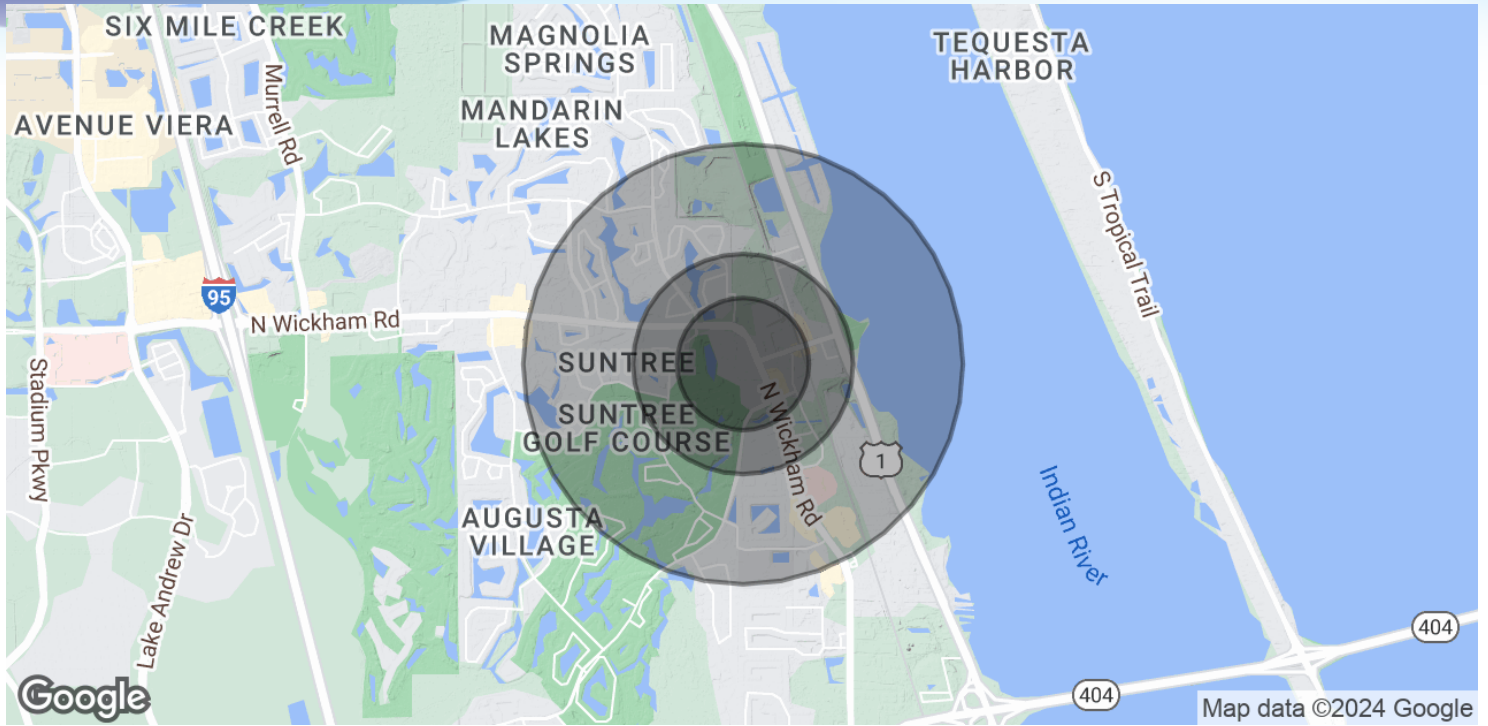 SIX MILE CREEK
MAGNOLIA
SPRINGS
TEQUESTA
HARBOR
Murrell Rd
MANDARIN
LAKES
AVENUE VIERA
S Tropical Trail
95
N Wickham Rd
SUNTREE
Stadium Pkwy
SUNTREE
GOLF COURSE
N Wickham Rd
1
Indian River
AUGUSTA
VILLAGE
Lake Andrew Dr
404
404
Google
Map data ©2024 Google